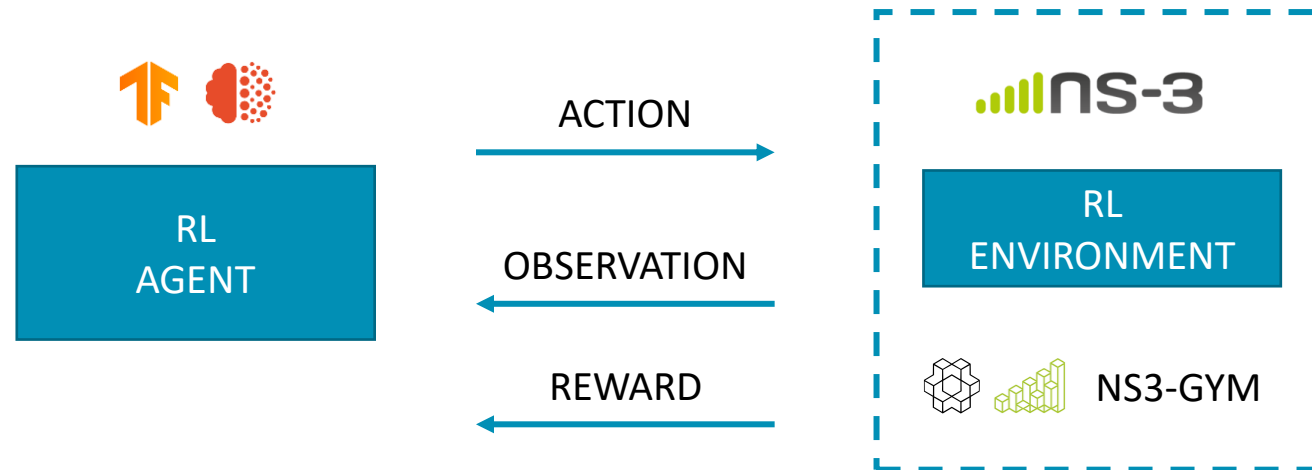 RL
AGENT
ACTION
OBSERVATION
REWARD
ns-3
RL
ENVIRONMENT
NS3-GYM